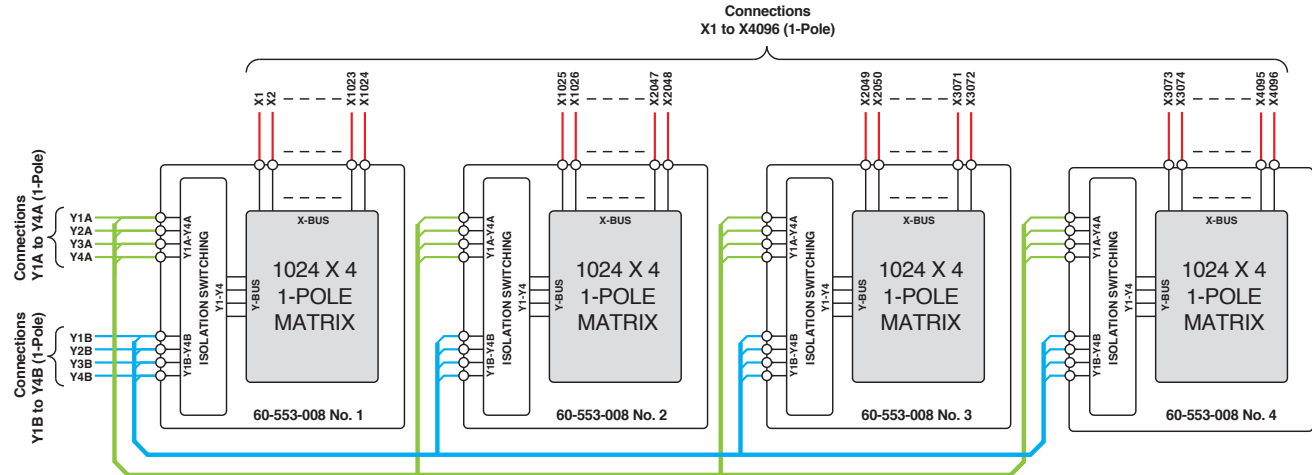 Connections
X1 to X4096 (1-Pole)
X1
X2
X1023
X1024
X1025
X1026
X2047
X2048
X2049
X2050
X3071
X3072
X3073
X3074
X4095
X4096
Connections
Y1A to Y4A (1-Pole)
Y1A
Y2A
Y3A
Y4A
Connections
Y1B to Y4B (1-Pole)
Y1B
Y2B
Y3B
Y4B
Y1A-Y4A
Y1B-Y4B
ISOLATION SWITCHING
Y1-Y4
Y-BUS
X-BUS
1024 X 4
1-POLE
MATRIX
60-553-008 No. 1
Y1A-Y4A
Y1B-Y4B
ISOLATION SWITCHING
Y1-Y4
Y-BUS
X-BUS
1024 X 4
1-POLE
MATRIX
60-553-008 No. 2
Y1A-Y4A
Y1B-Y4B
ISOLATION SWITCHING
Y1-Y4
Y-BUS
X-BUS
1024 X 4
1-POLE
MATRIX
60-553-008 No. 3
Y1A-Y4A
Y1B-Y4B
ISOLATION SWITCHING
Y1-Y4
Y-BUS
X-BUS
1024 X 4
1-POLE
MATRIX
60-553-008 No. 4